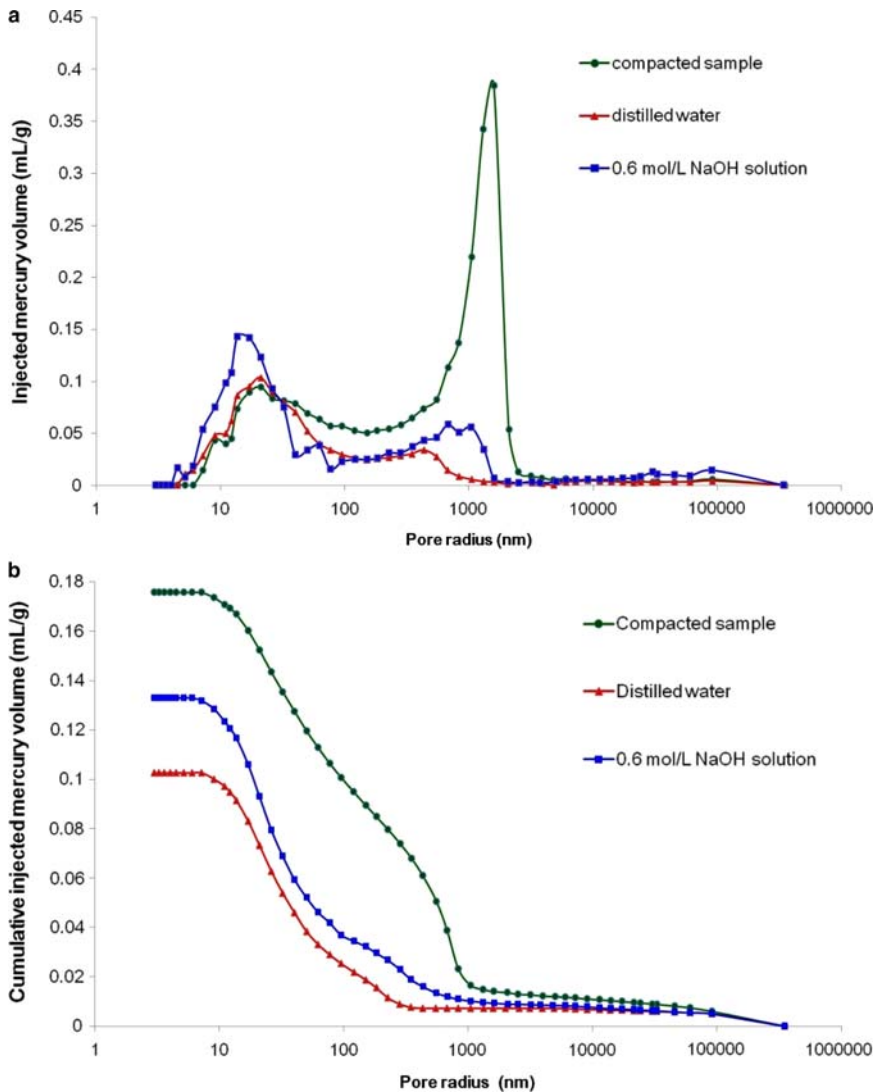 a
0.45
0.4
0.35
0.3
0.25
0.2
0.15
0.1
0.05
0
Injected mercury volume (mL/g)
compacted sample
distilled water
0.6 mol/L NaOH solution
1 10 100 1000 10000 100000 1000000
Pore radius (nm)
b
0.18
0.16
0.14
0.12
0.1
0.08
0.06
0.04
0.02
0
Cumulative injected mercury volume (mL/g)
Compacted sample
Distilled water
0.6 mol/L NaOH solution
1 10 100 1000 10000 100000 1000000
Pore radius (nm)